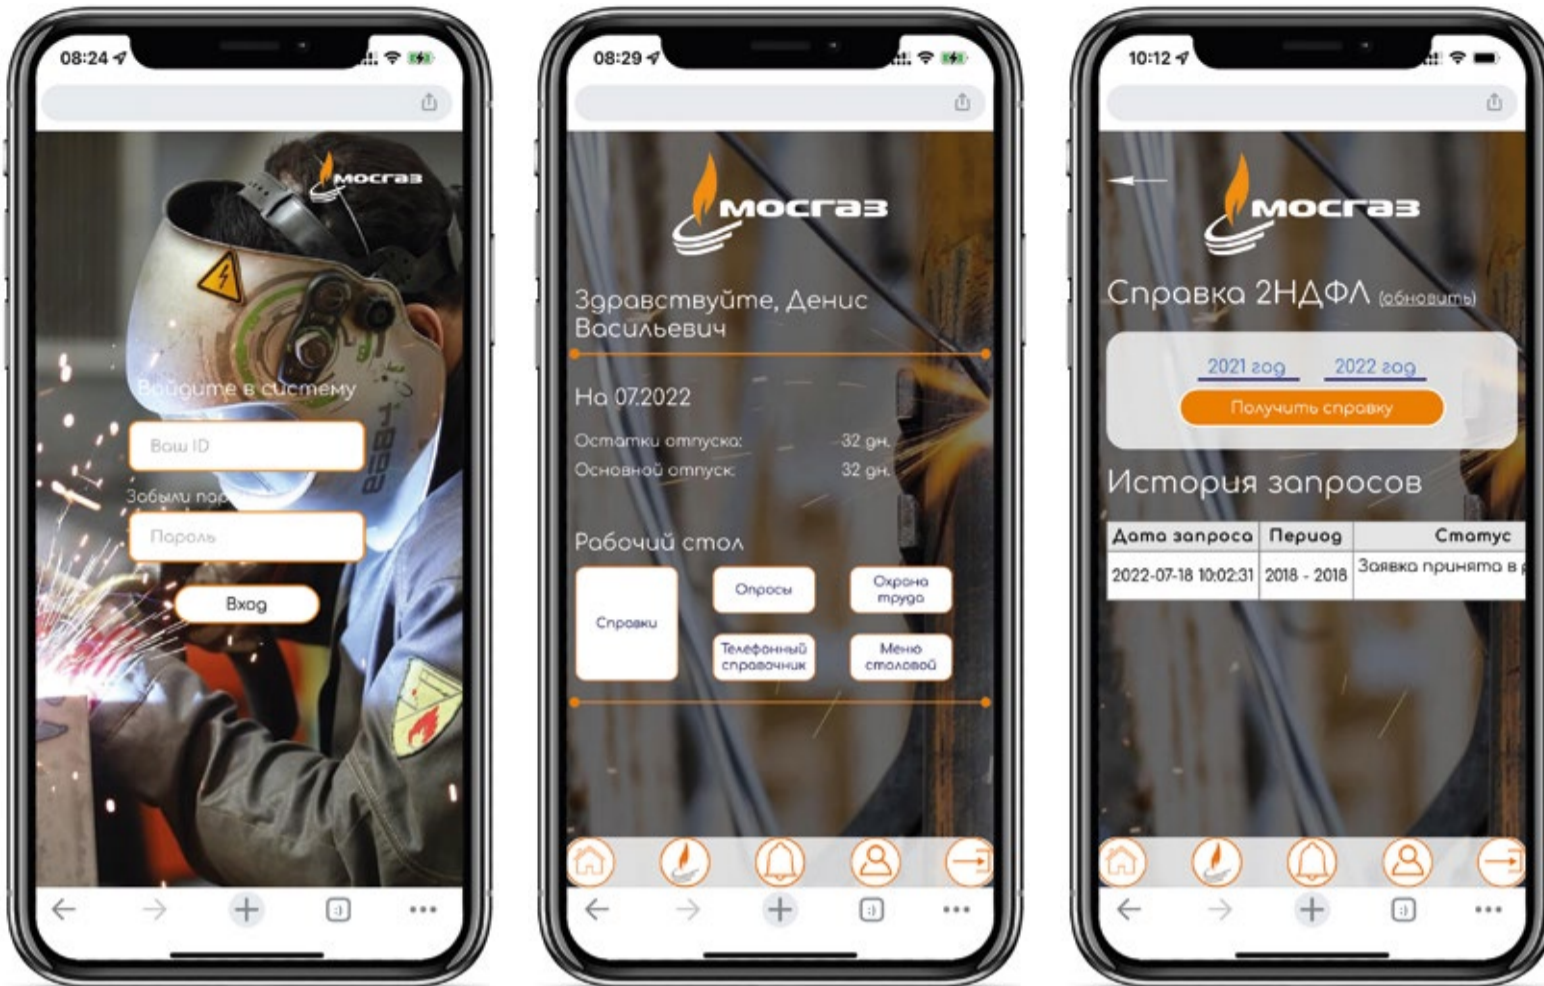 08:24
МОСГАЗ
Войдите в систему
Ваш ID
Забыли
Пароль
Вход
08:29
МОСГАЗ
Здравствуйте, Денис
Васильевич
На 07.2022
Остатки отпуска: 32 дн.
Основной отпуск: 32 дн.
Рабочий стол
Справки
Опросы
Охрана
труда
Телефонный
справочник
Меню
столовой
10:12
МОСГАЗ
Справка 2НДФЛ (обновить)
2021 год 2022 год
Получить справку
История запросов
Дата запроса Период Статус
2022-07-18 10:02:31 2018 - 2018 Заявка принята в